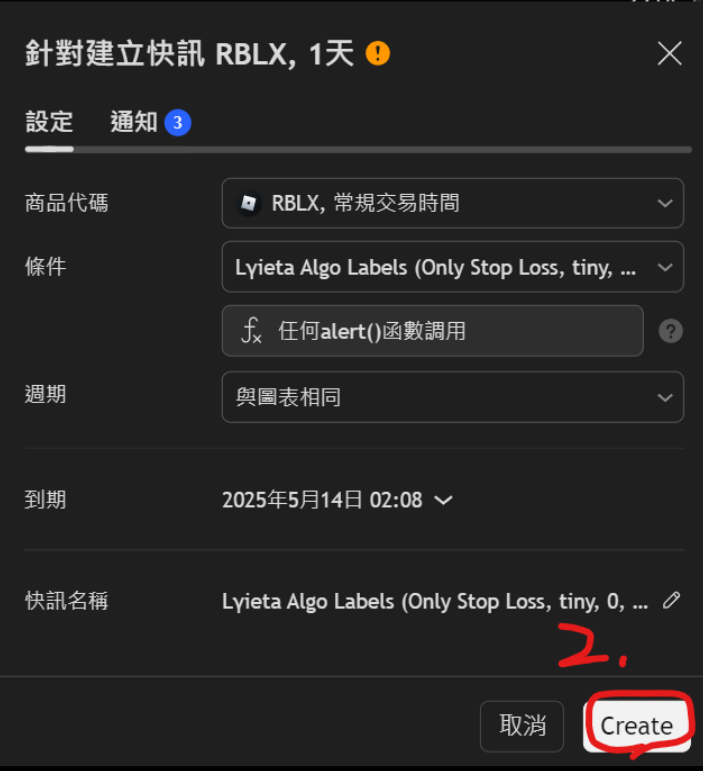 針對建立快訊 RBLX, 1天
設定 通知 3
商品代碼 RBLX, 常規交易時間
條件 Lyieta Algo Labels (Only Stop Loss, tiny, ...
fx 任何alert()函數調用 ?
週期 與圖表相同
到期 2025年5月14日 02:08
快訊名稱 Lyieta Algo Labels (Only Stop Loss, tiny, 0, ...
2.
取消 Create